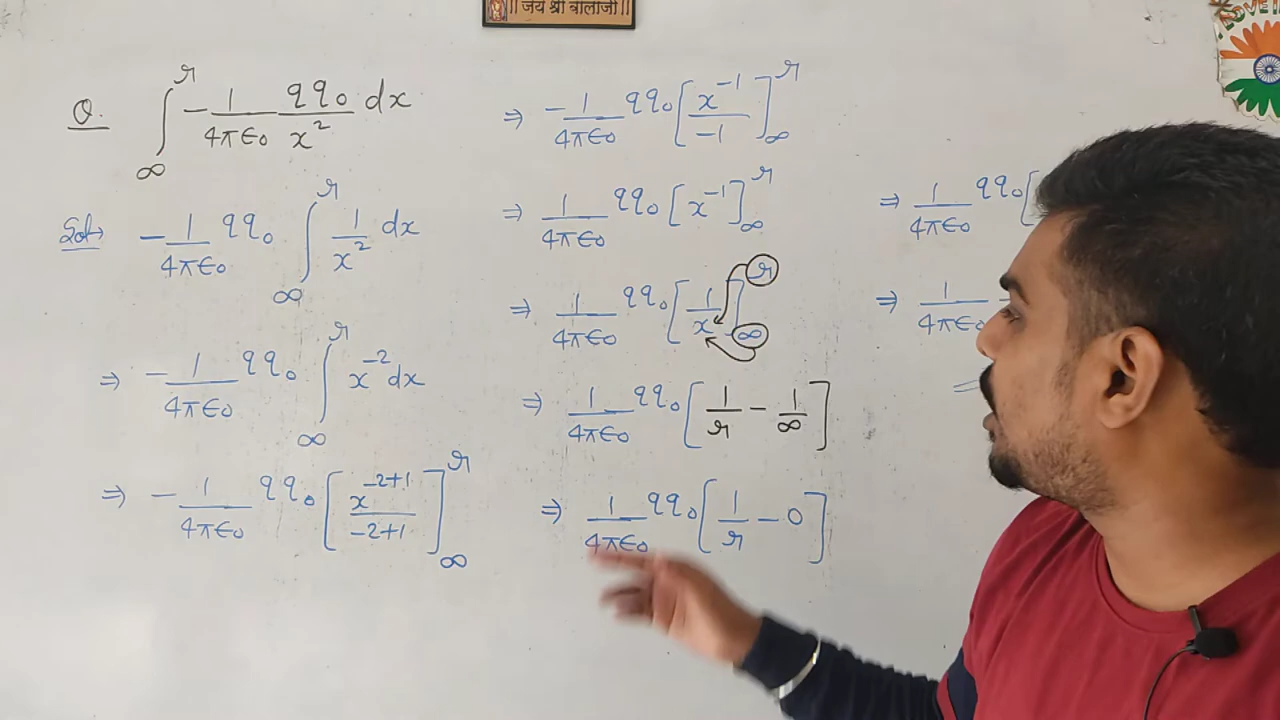 ॥ जय श्री बालाजी ॥
LOVE IN
Q. ∫_∞^r -1/4πϵ₀ qq₀/x² dx
Sol→ -1/4πϵ₀ qq₀ ∫_∞^r 1/x² dx
⇒ -1/4πϵ₀ qq₀ ∫_∞^r x⁻² dx
⇒ -1/4πϵ₀ qq₀ [x⁻²⁺¹/-2+1]_∞^r
⇒ -1/4πϵ₀ qq₀ [x⁻¹/-1]_∞^r
⇒ 1/4πϵ₀ qq₀ [x⁻¹]_∞^r
⇒ 1/4πϵ₀ qq₀ [1/x]_∞^r
⇒ 1/4πϵ₀ qq₀ [1/r - 1/∞]
⇒ 1/4πϵ₀ qq₀ [1/r - 0]
⇒ 1/4πϵ₀ qq₀ [
⇒ 1/4πϵ₀